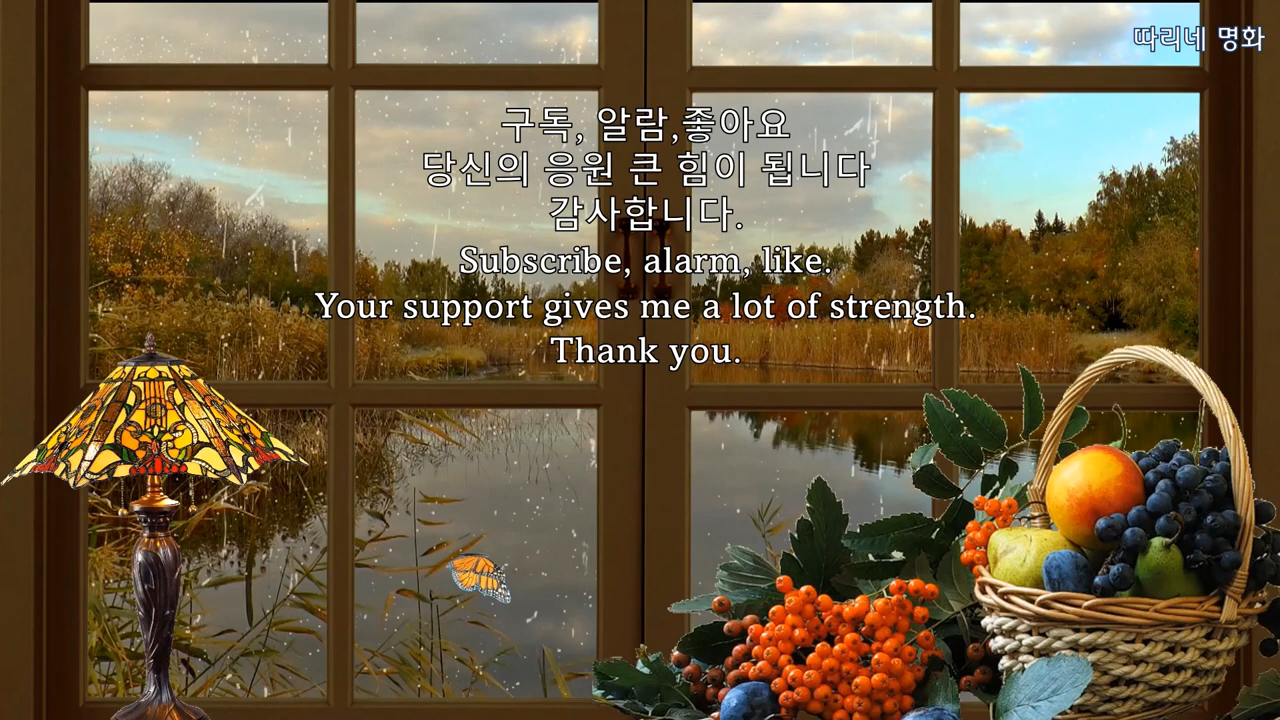 따리네 명화
구독, 알람,좋아요
당신의 응원 큰 힘이 됩니다
감사합니다.
Subscribe, alarm, like.
Your support gives me a lot of strength.
Thank you.